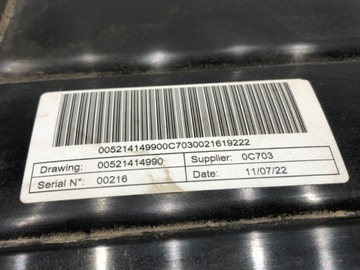 005214149900C7030021619222
Drawing: 00521414990 Supplier: 0C703
Serial N°: 00216 Date: 11/07/22